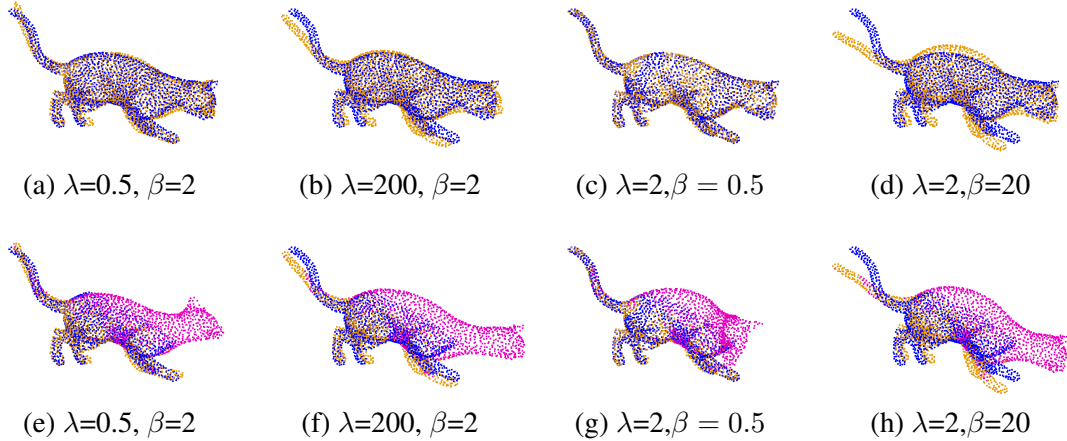 (a) λ=0.5, β=2 (b) λ=200, β=2 (c) λ=2,β = 0.5 (d) λ=2,β=20
(e) λ=0.5, β=2 (f) λ=200, β=2 (g) λ=2,β = 0.5 (h) λ=2,β=20